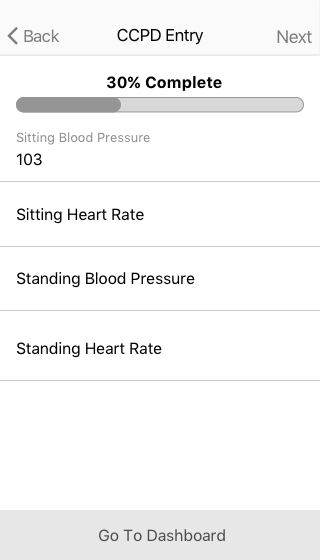 Back
CCPD Entry
Next
30% Complete
Sitting Blood Pressure
103
Sitting Heart Rate
Standing Blood Pressure
Standing Heart Rate
Go To Dashboard